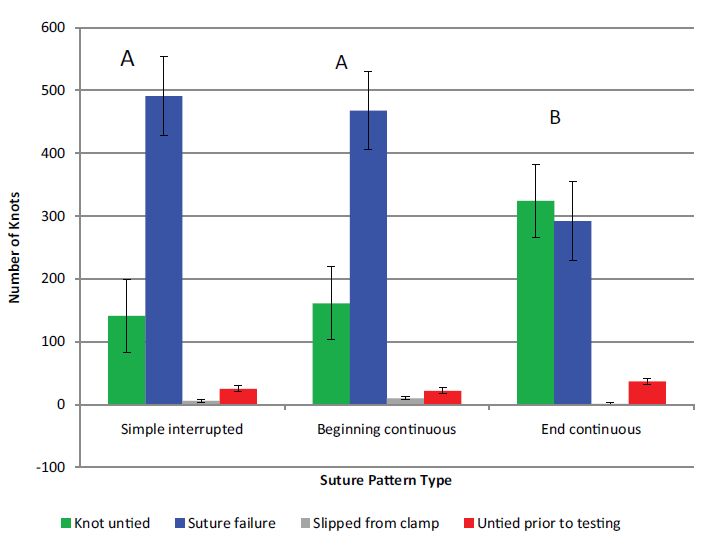 600
500
400
300
200
100
0
-100
Number of Knots
A
A
B
Simple interrupted
Beginning continuous
End continuous
Suture Pattern Type
Knot untied
Suture failure
Slipped from clamp
Untied prior to testing